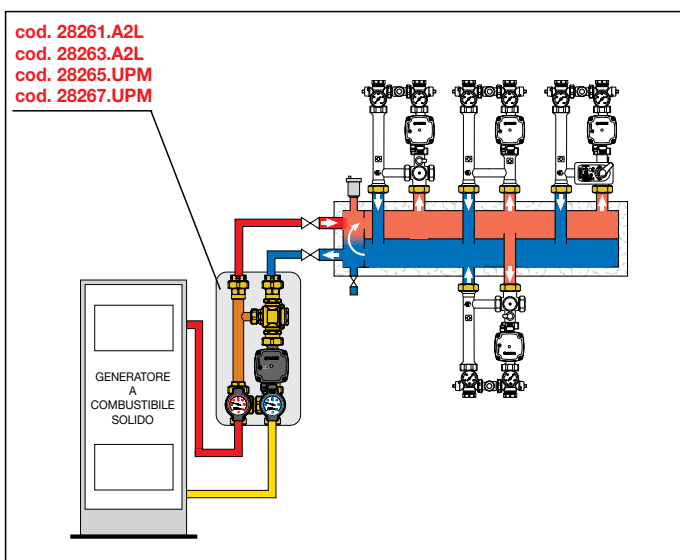 cod. 28261.A2L
cod. 28263.A2L
cod. 28265.UPM
cod. 28267.UPM
GENERATORE
A
COMBUSTIBILE
SOLIDO